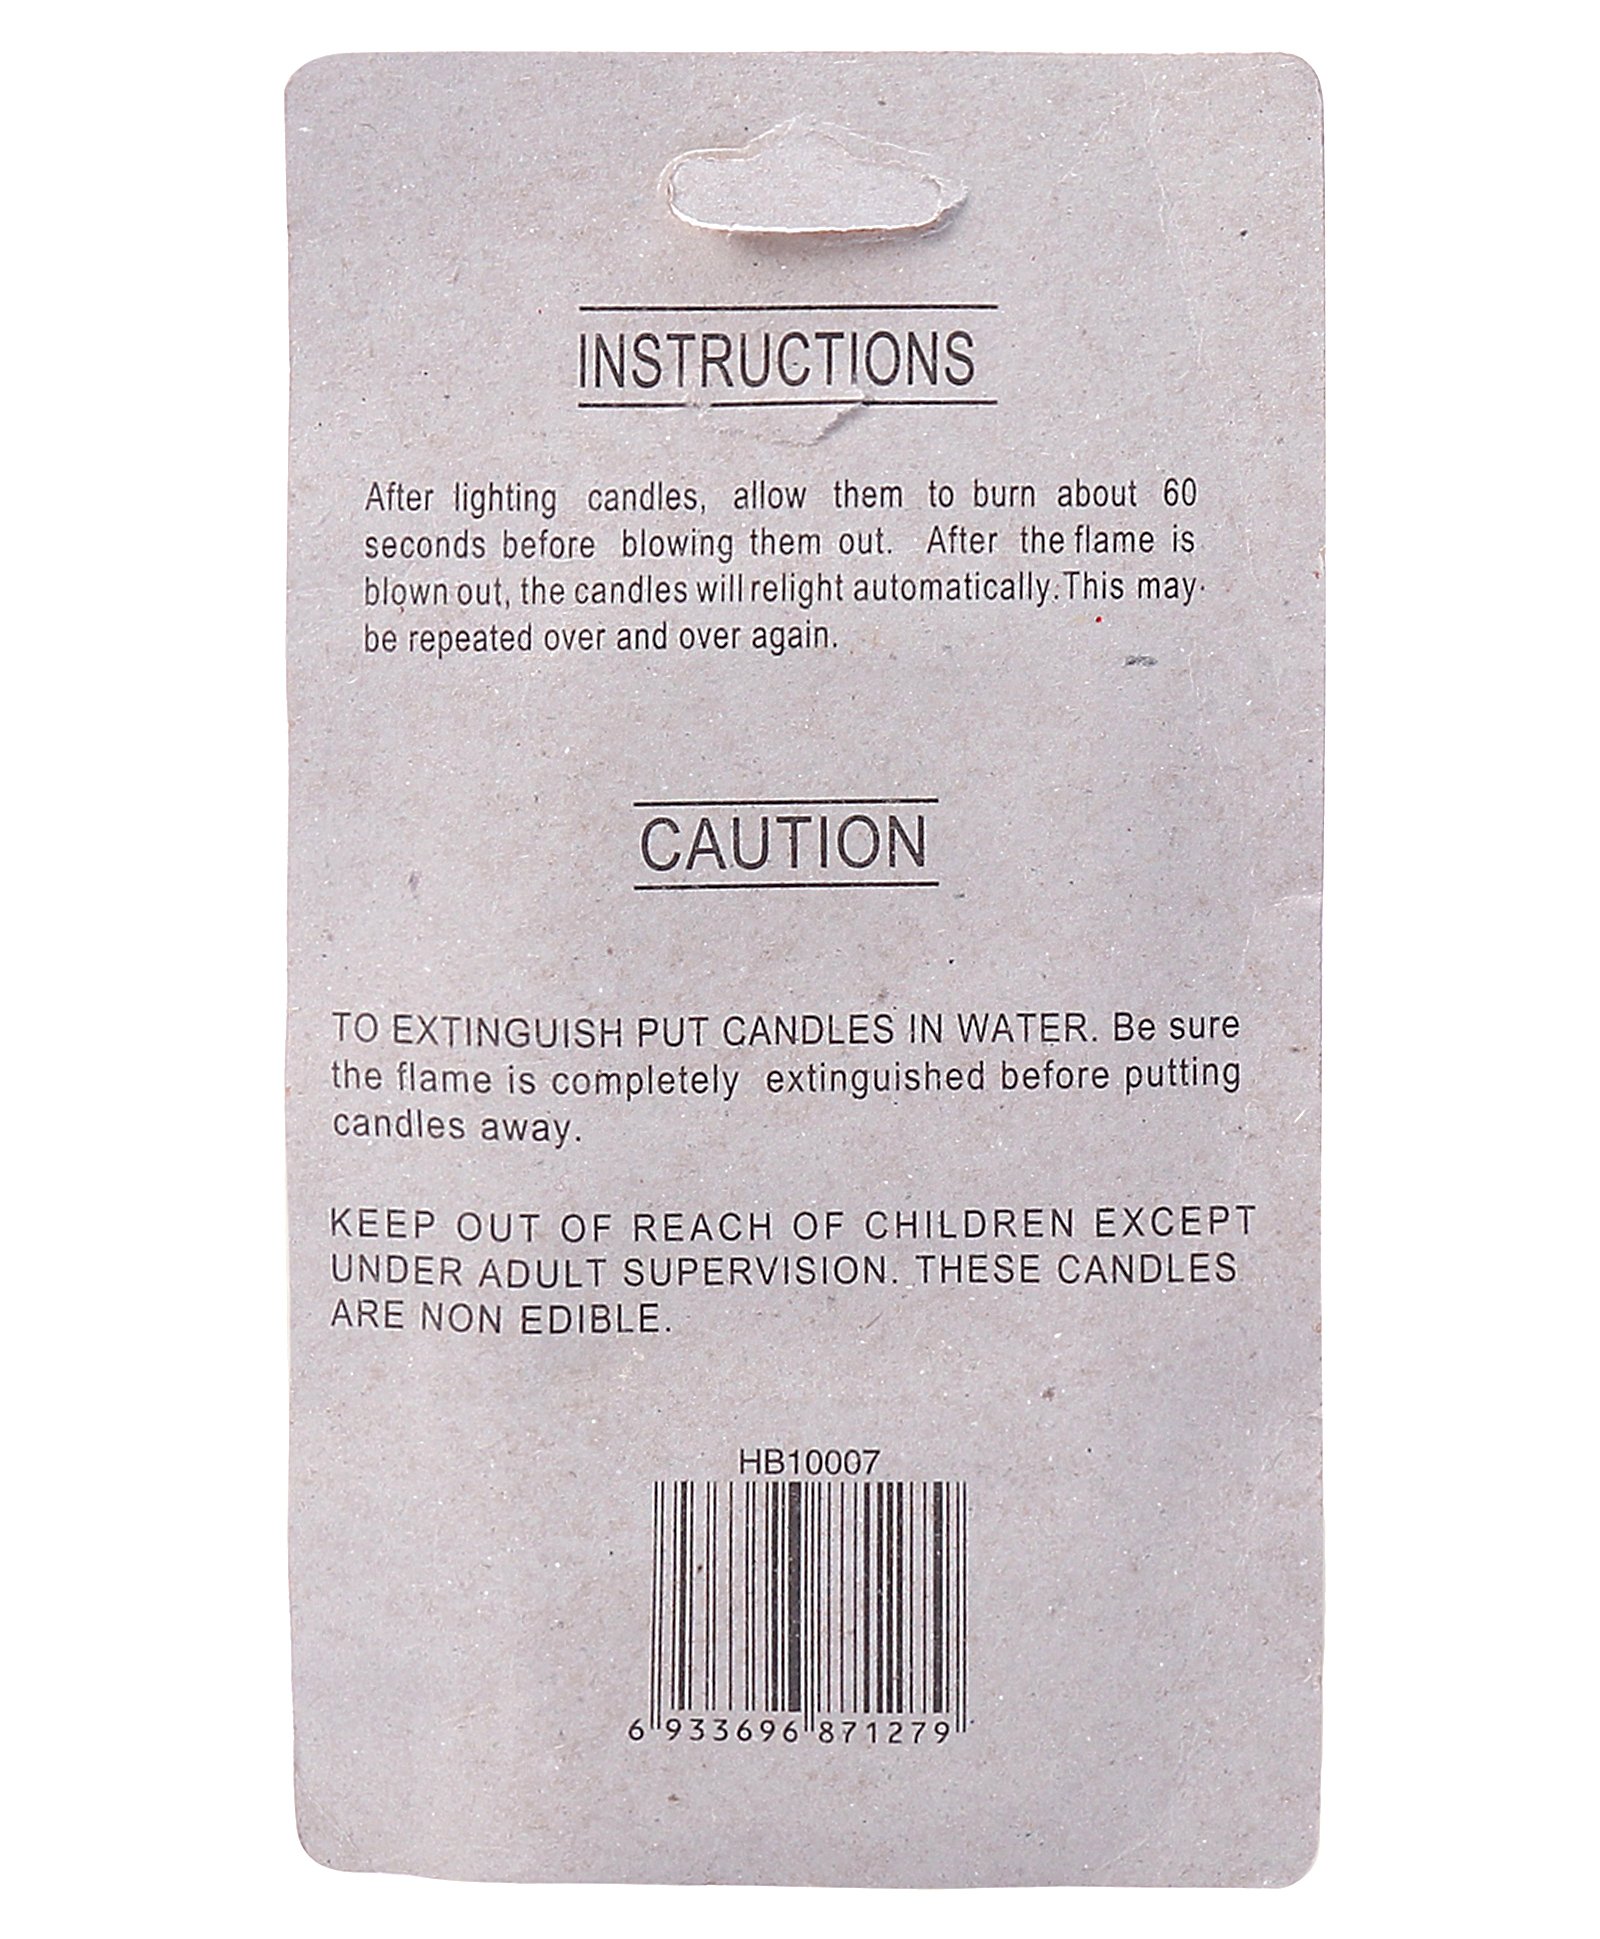 INSTRUCTIONS
After lighting candles, allow them to burn about 60
seconds before blowing them out. After the flame is
blown out, the candles will relight automatically. This may
be repeated over and over again.
CAUTION
TO EXTINGUISH PUT CANDLES IN WATER. Be sure
the flame is completely extinguished before putting
candles away.
KEEP OUT OF REACH OF CHILDREN EXCEPT
UNDER ADULT SUPERVISION. THESE CANDLES
ARE NON EDIBLE.
HB10007
6 933696 871279